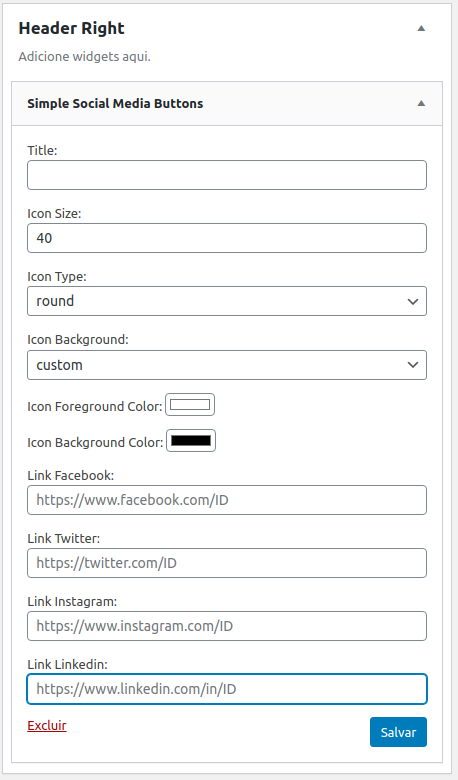 Header Right
Adicione widgets aqui.
Simple Social Media Buttons
Title:
Icon Size:
40
Icon Type:
round
Icon Background:
custom
Icon Foreground Color:
Icon Background Color:
Link Facebook:
https://www.facebook.com/ID
Link Twitter:
https://twitter.com/ID
Link Instagram:
https://www.instagram.com/ID
Link Linkedin:
https://www.linkedin.com/in/ID
Excluir
Salvar